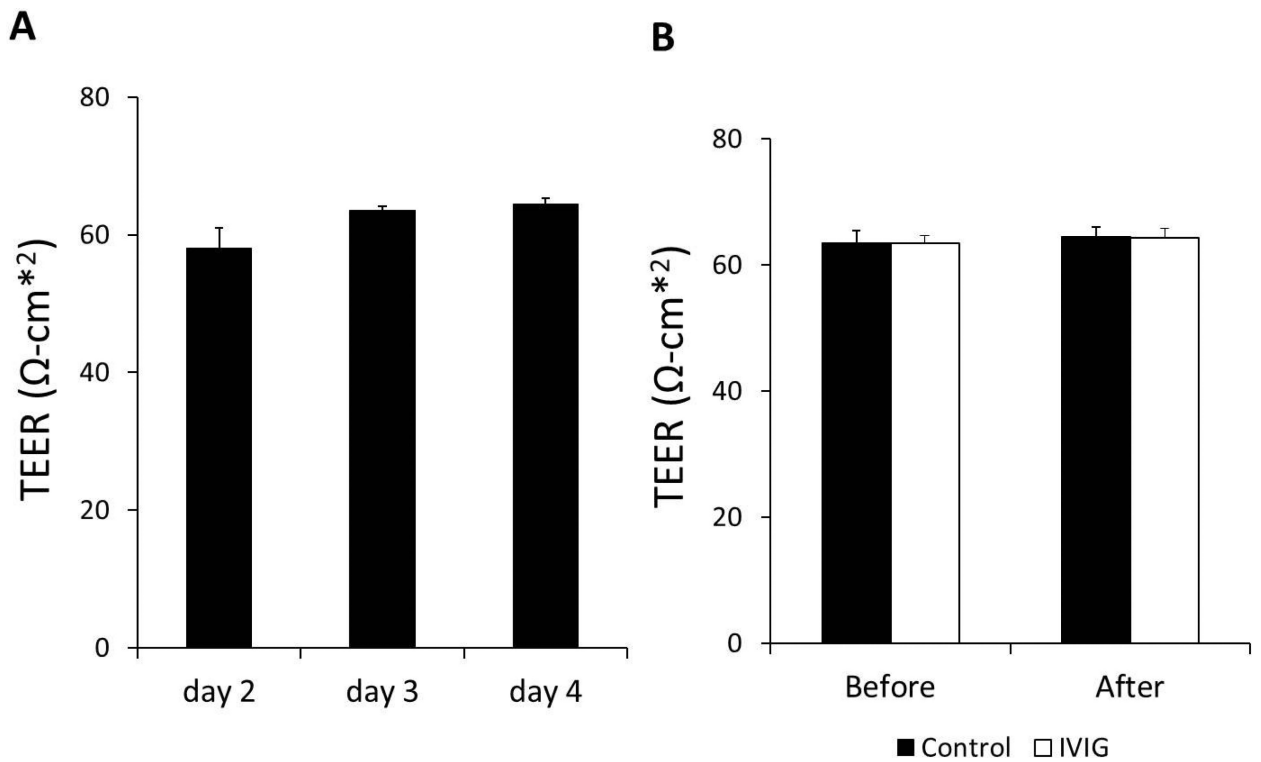 A
TEER (Ω-cm*2)
80
60
40
20
0
day 2 day 3 day 4
B
TEER (Ω-cm*2)
80
60
40
20
0
Before After
Control IVIG